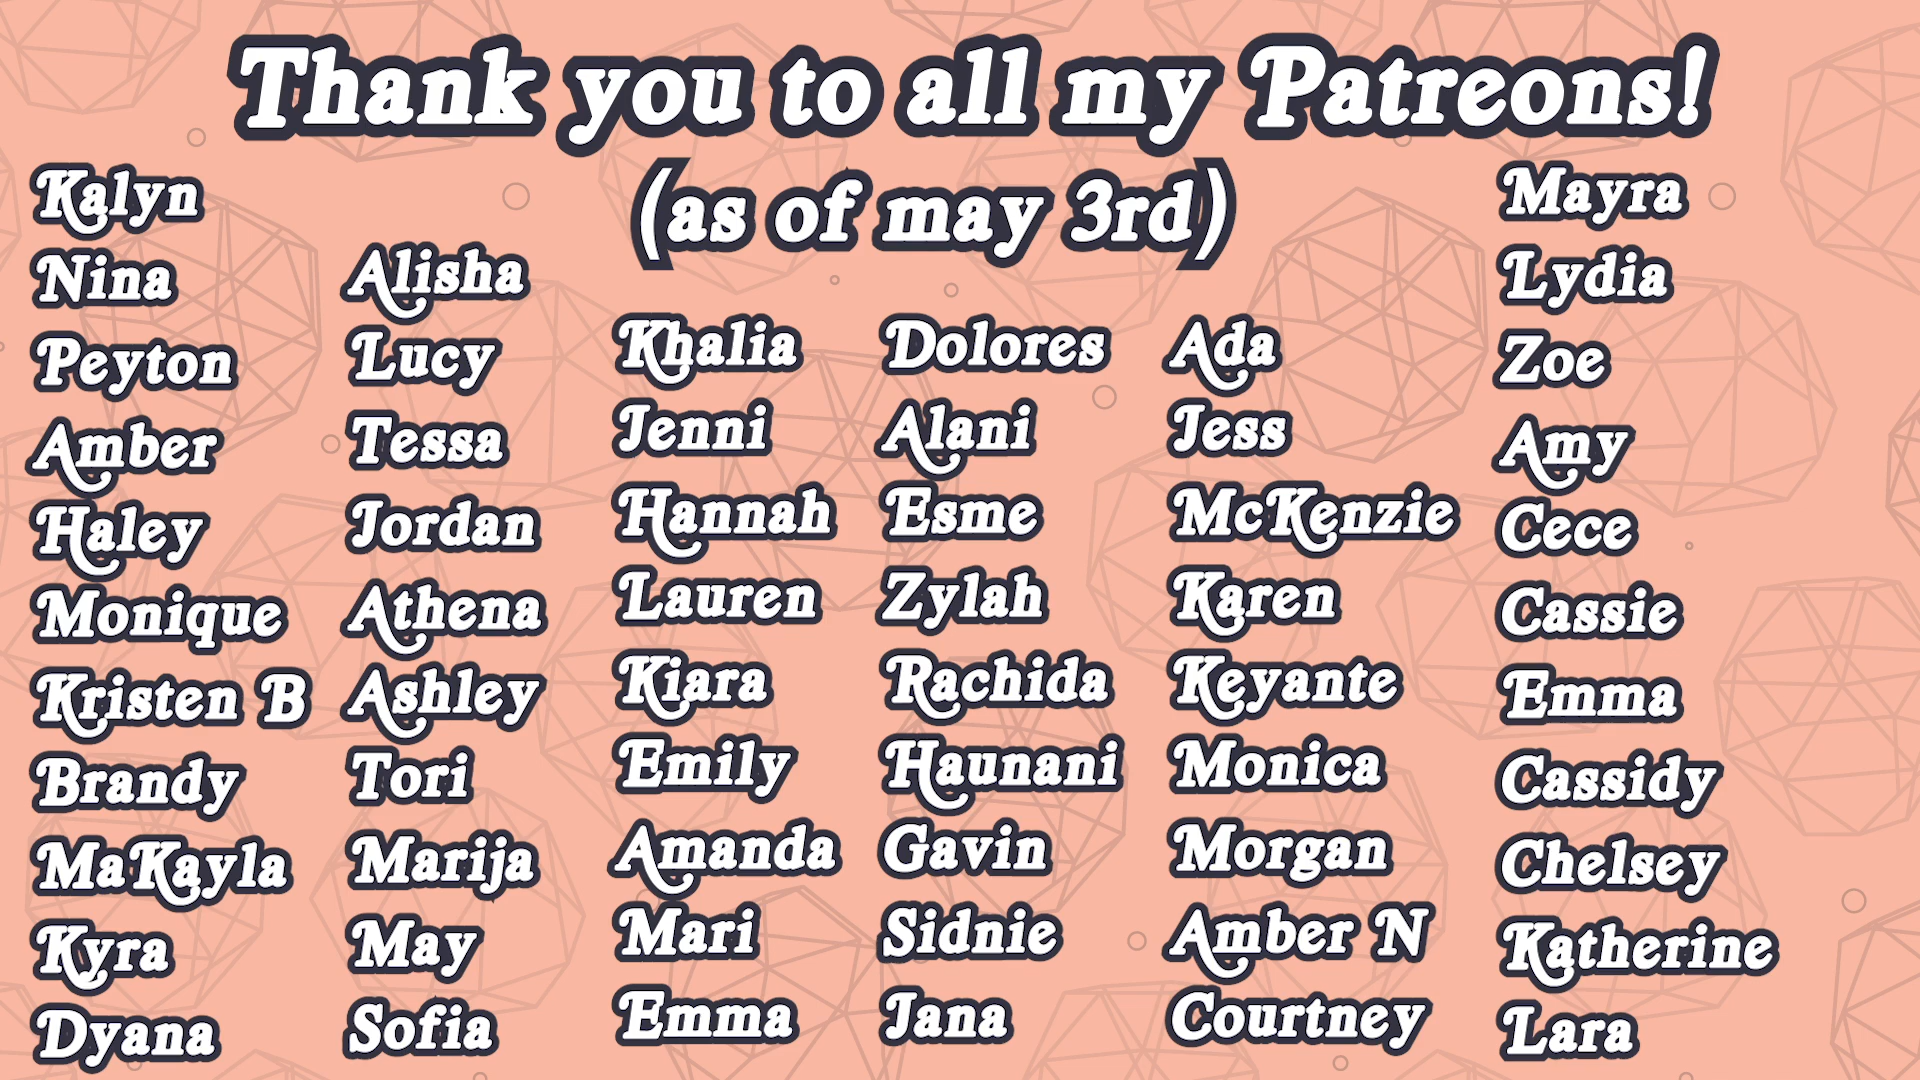 Thank you to all my Patreons!
(as of may 3rd)
Kalyn
Nina
Peyton
Amber
Haley
Monique
Kristen B
Brandy
MaKayla
Kyra
Dyana
Alisha
Lucy
Tessa
Jordan
Athena
Ashley
Tori
Marija
May
Sofia
Khalia
Jenni
Hannah
Lauren
Kiara
Emily
Amanda
Mari
Emma
Dolores
Alani
Esme
Zylah
Rachida
Haunani
Gavin
Sidnie
Jana
Ada
Jess
McKenzie
Karen
Keyante
Monica
Morgan
Amber N
Courtney
Mayra
Lydia
Zoe
Amy
Cece
Cassie
Emma
Cassidy
Chelsey
Katherine
Lara